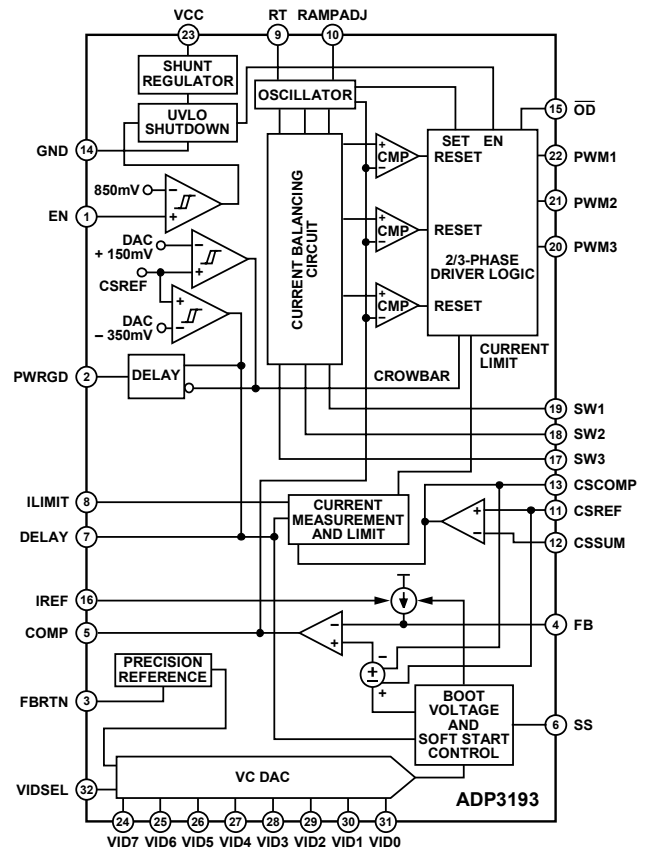 VCC
RT
RAMPADJ
23
9
10
SHUNT
REGULATOR
OSCILLATOR
UVLO
SHUTDOWN
15
OD
GND
14
SET
EN
+
CMP
–
RESET
22
PWM1
850mV
–
+
EN
1
21
PWM2
DAC
+ 150mV
–
+
CURRENT BALANCING
CIRCUIT
+
CMP
–
RESET
2/3-PHASE
DRIVER LOGIC
20
PWM3
CSREF
+
–
DAC
– 350mV
+
CMP
–
RESET
CURRENT
LIMIT
PWRGD
2
DELAY
CROWBAR
19
SW1
18
SW2
17
SW3
13
CSCOMP
ILIMIT
8
CURRENT
MEASUREMENT
AND LIMIT
+
–
11
CSREF
DELAY
7
12
CSSUM
IREF
16
COMP
5
–
+
4
FB
PRECISION
REFERENCE
–
±
+
FBRTN
3
BOOT
VOLTAGE
AND
SOFT START
CONTROL
6
SS
VIDSEL
32
VC DAC
ADP3193
24
25
26
27
28
29
30
31
VID7
VID6
VID5
VID4
VID3
VID2
VID1
VID0